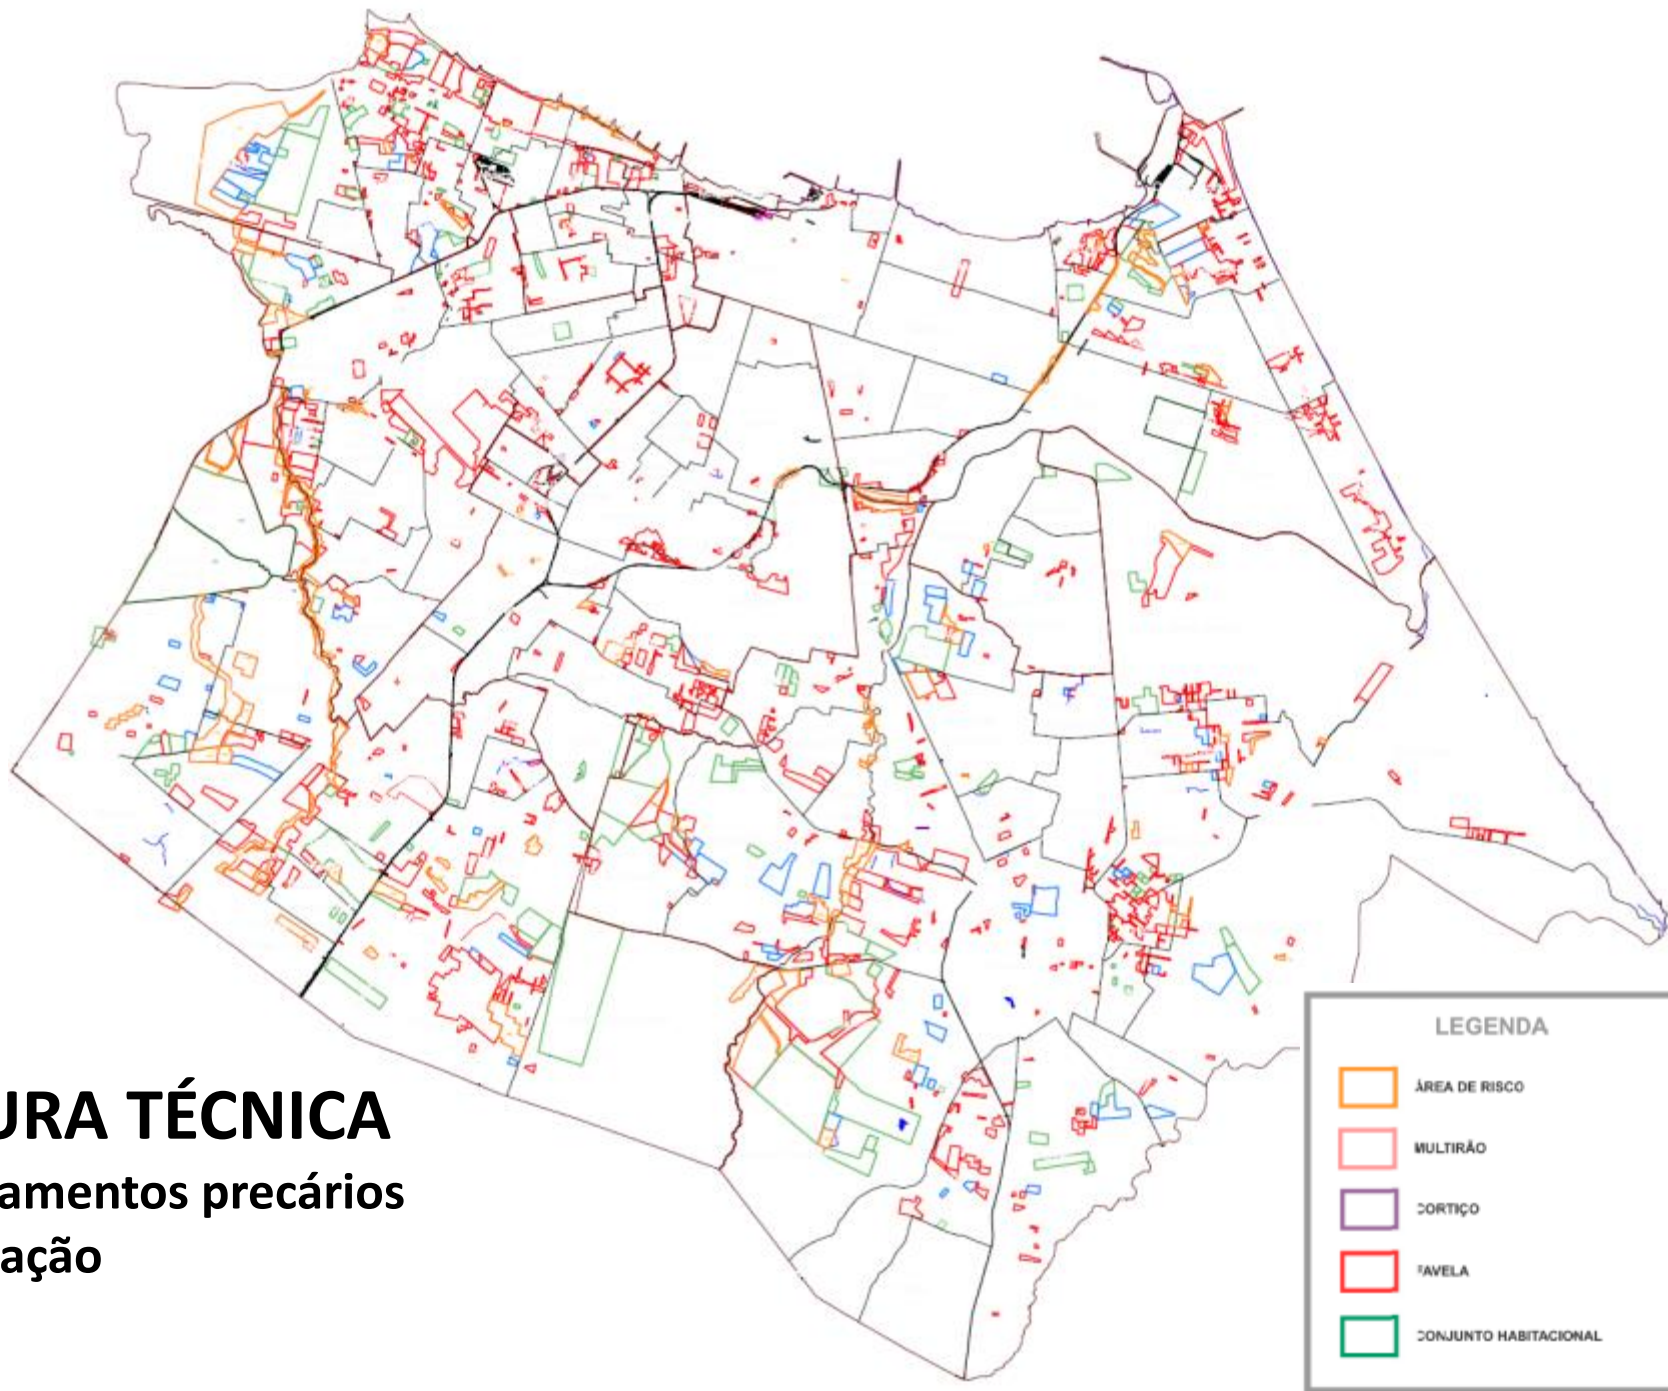 URA TÉCNICA
amentos precários
ação
LEGENDA
ÁREA DE RISCO
MULTIRÃO
CORTIÇO
FAVELA
CONJUNTO HABITACIONAL